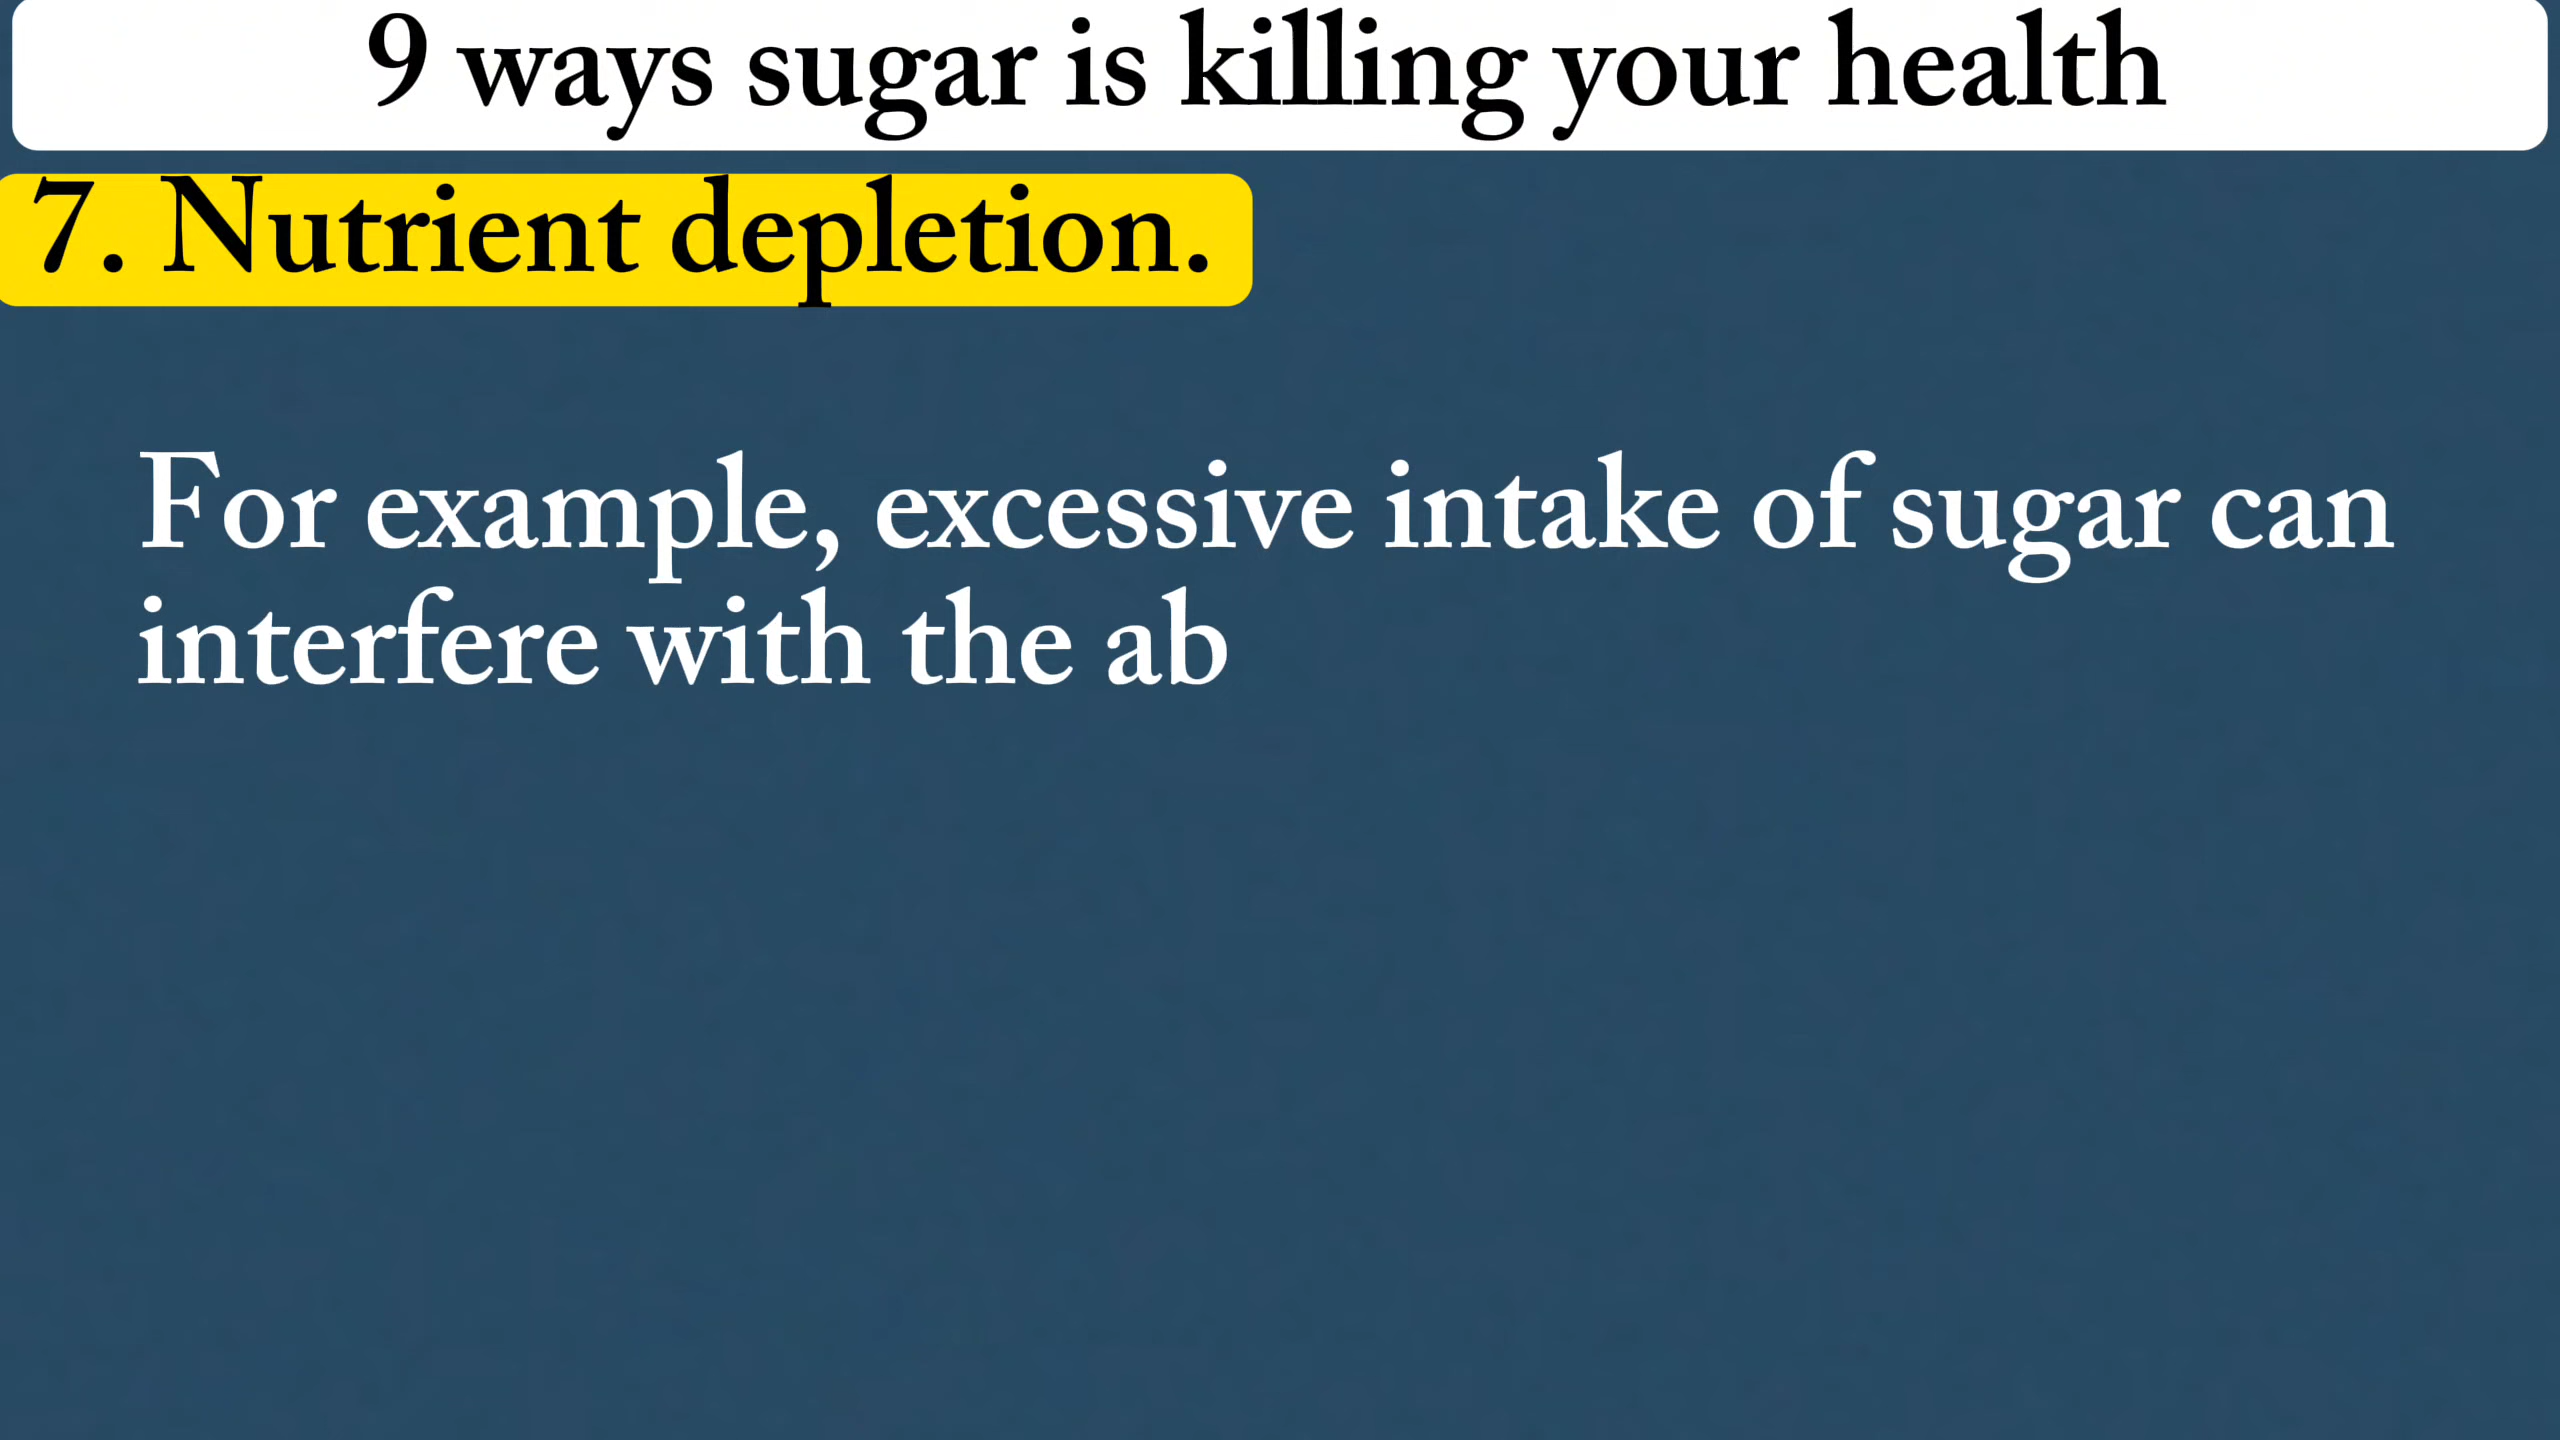 9 ways sugar is killing your health
7. Nutrient depletion.
For example, excessive intake of sugar can
interfere with the ab